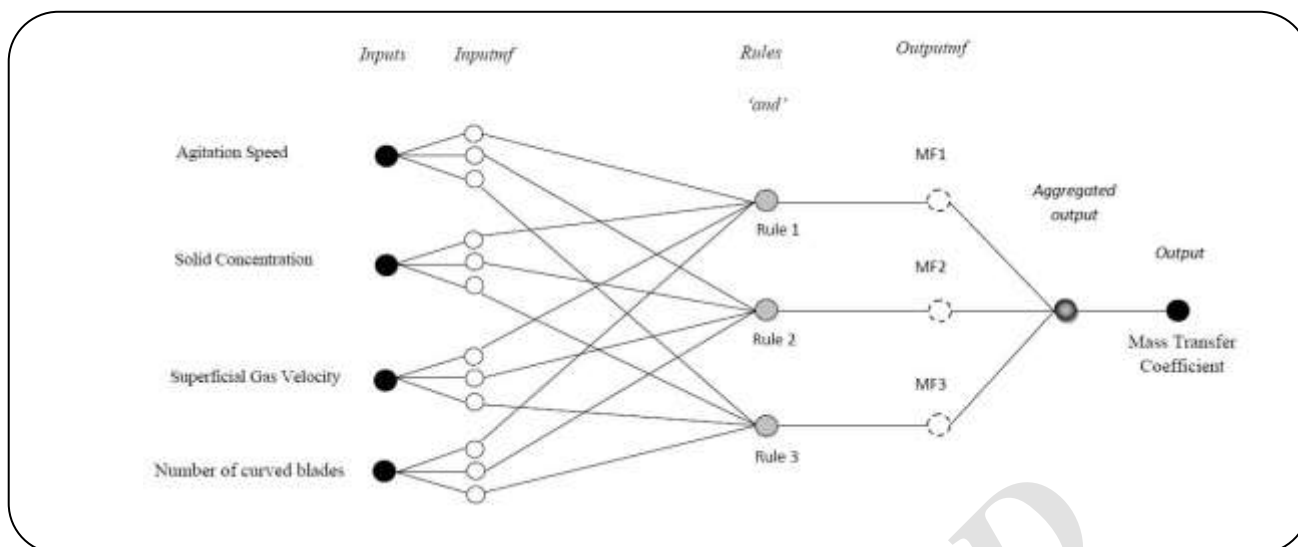 Inputs
Inputmf
Rules
Outputmf
‘and’
Agitation Speed
MF1
Aggregated
output
Rule 1
Solid Concentration
Output
MF2
Rule 2
Mass Transfer
Coefficient
Superficial Gas Velocity
MF3
Rule 3
Number of curved blades